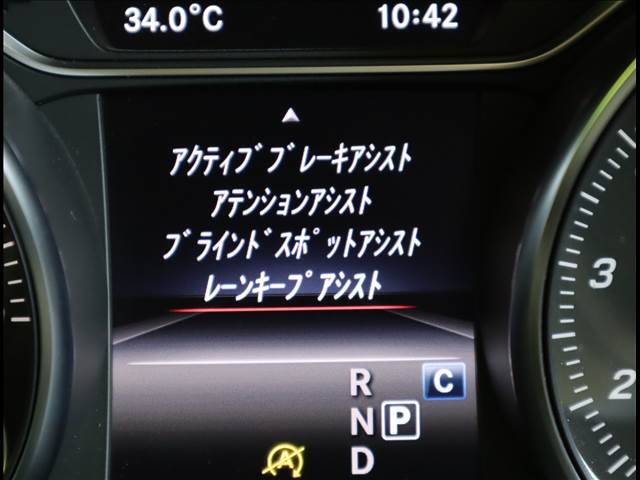 34.0°C 10:42
アクティブブレーキアシスト
アテンションアシスト
ブラインドスポットアシスト
レーンキープアシスト
R C
N P
A D
3
2